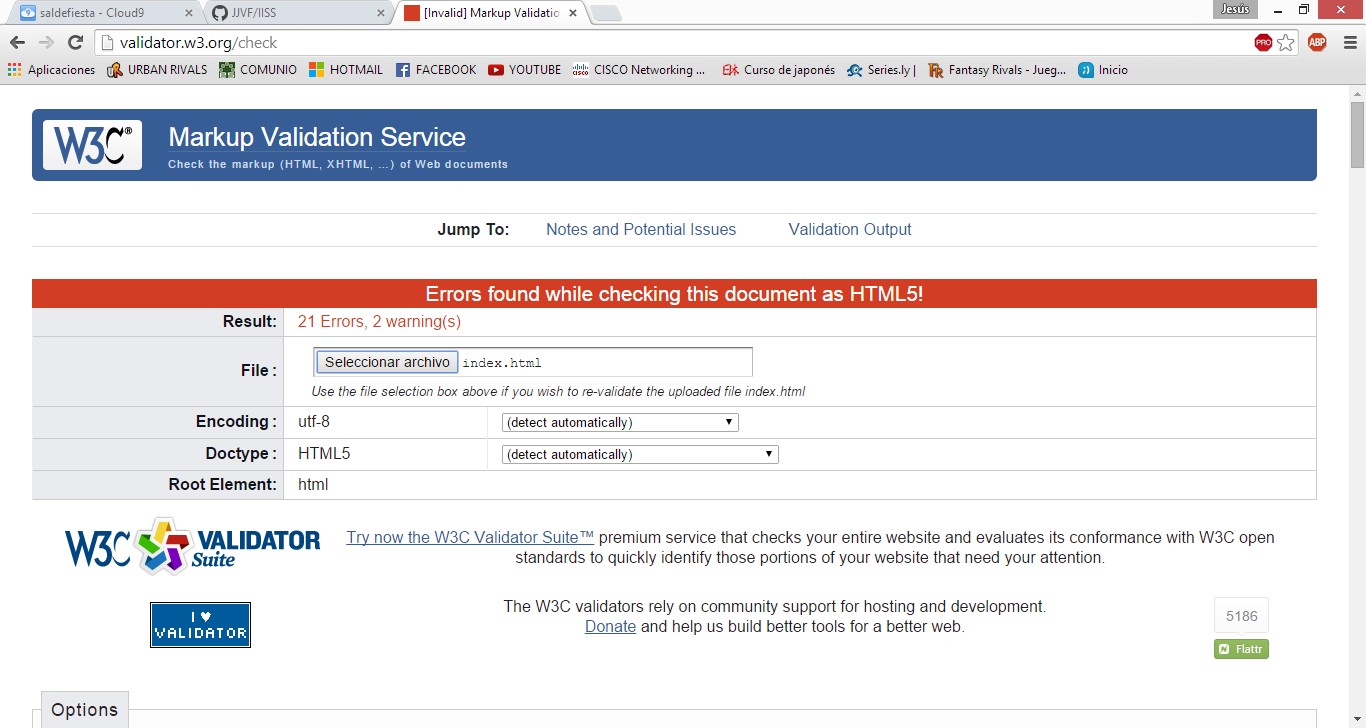 saldefiesta - Cloud9
JJVF/IISS
[Invalid] Markup Validatio
Jesús
validator.w3.org/check
PRO
ABP
Aplicaciones
URBAN RIVALS
COMUNIO
HOTMAIL
FACEBOOK
YOUTUBE
CISCO Networking ...
Curso de japonés
Series.ly |
Fantasy Rivals - Jueg...
Inicio
W3C®
Markup Validation Service
Check the markup (HTML, XHTML, …) of Web documents
Jump To: Notes and Potential Issues Validation Output
Errors found while checking this document as HTML5!
Result: 21 Errors, 2 warning(s)
File : Seleccionar archivo index.html
Use the file selection box above if you wish to re-validate the uploaded file index.html
Encoding : utf-8 (detect automatically)
Doctype : HTML5 (detect automatically)
Root Element: html
W3C VALIDATOR
Suite
Try now the W3C Validator Suite™ premium service that checks your entire website and evaluates its conformance with W3C open
standards to quickly identify those portions of your website that need your attention.
I ♥
VALIDATOR
The W3C validators rely on community support for hosting and development.
Donate and help us build better tools for a better web.
5186
Flattr
Options